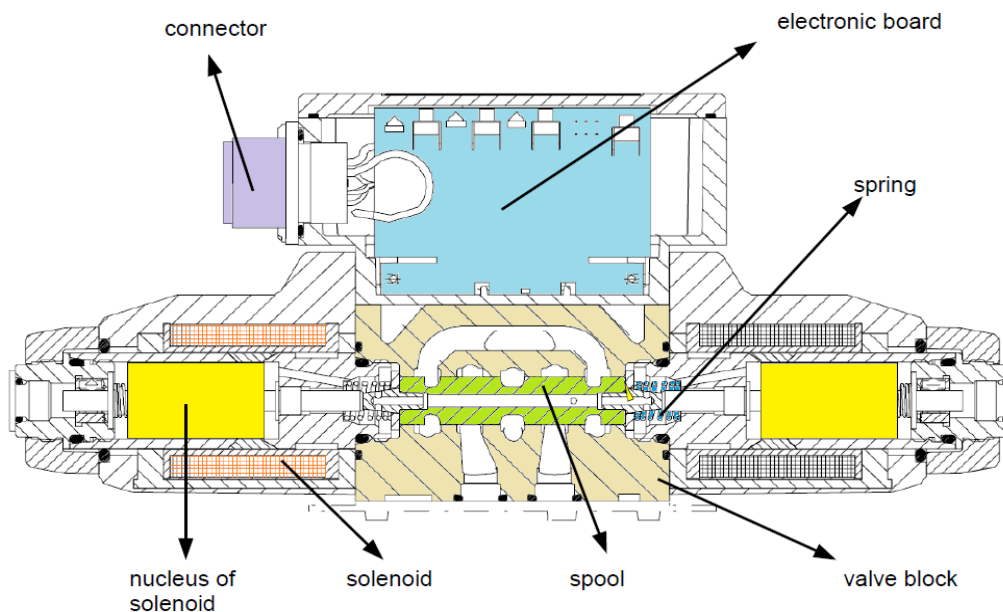 connector
electronic board
spring
nucleus of
solenoid
solenoid
spool
valve block